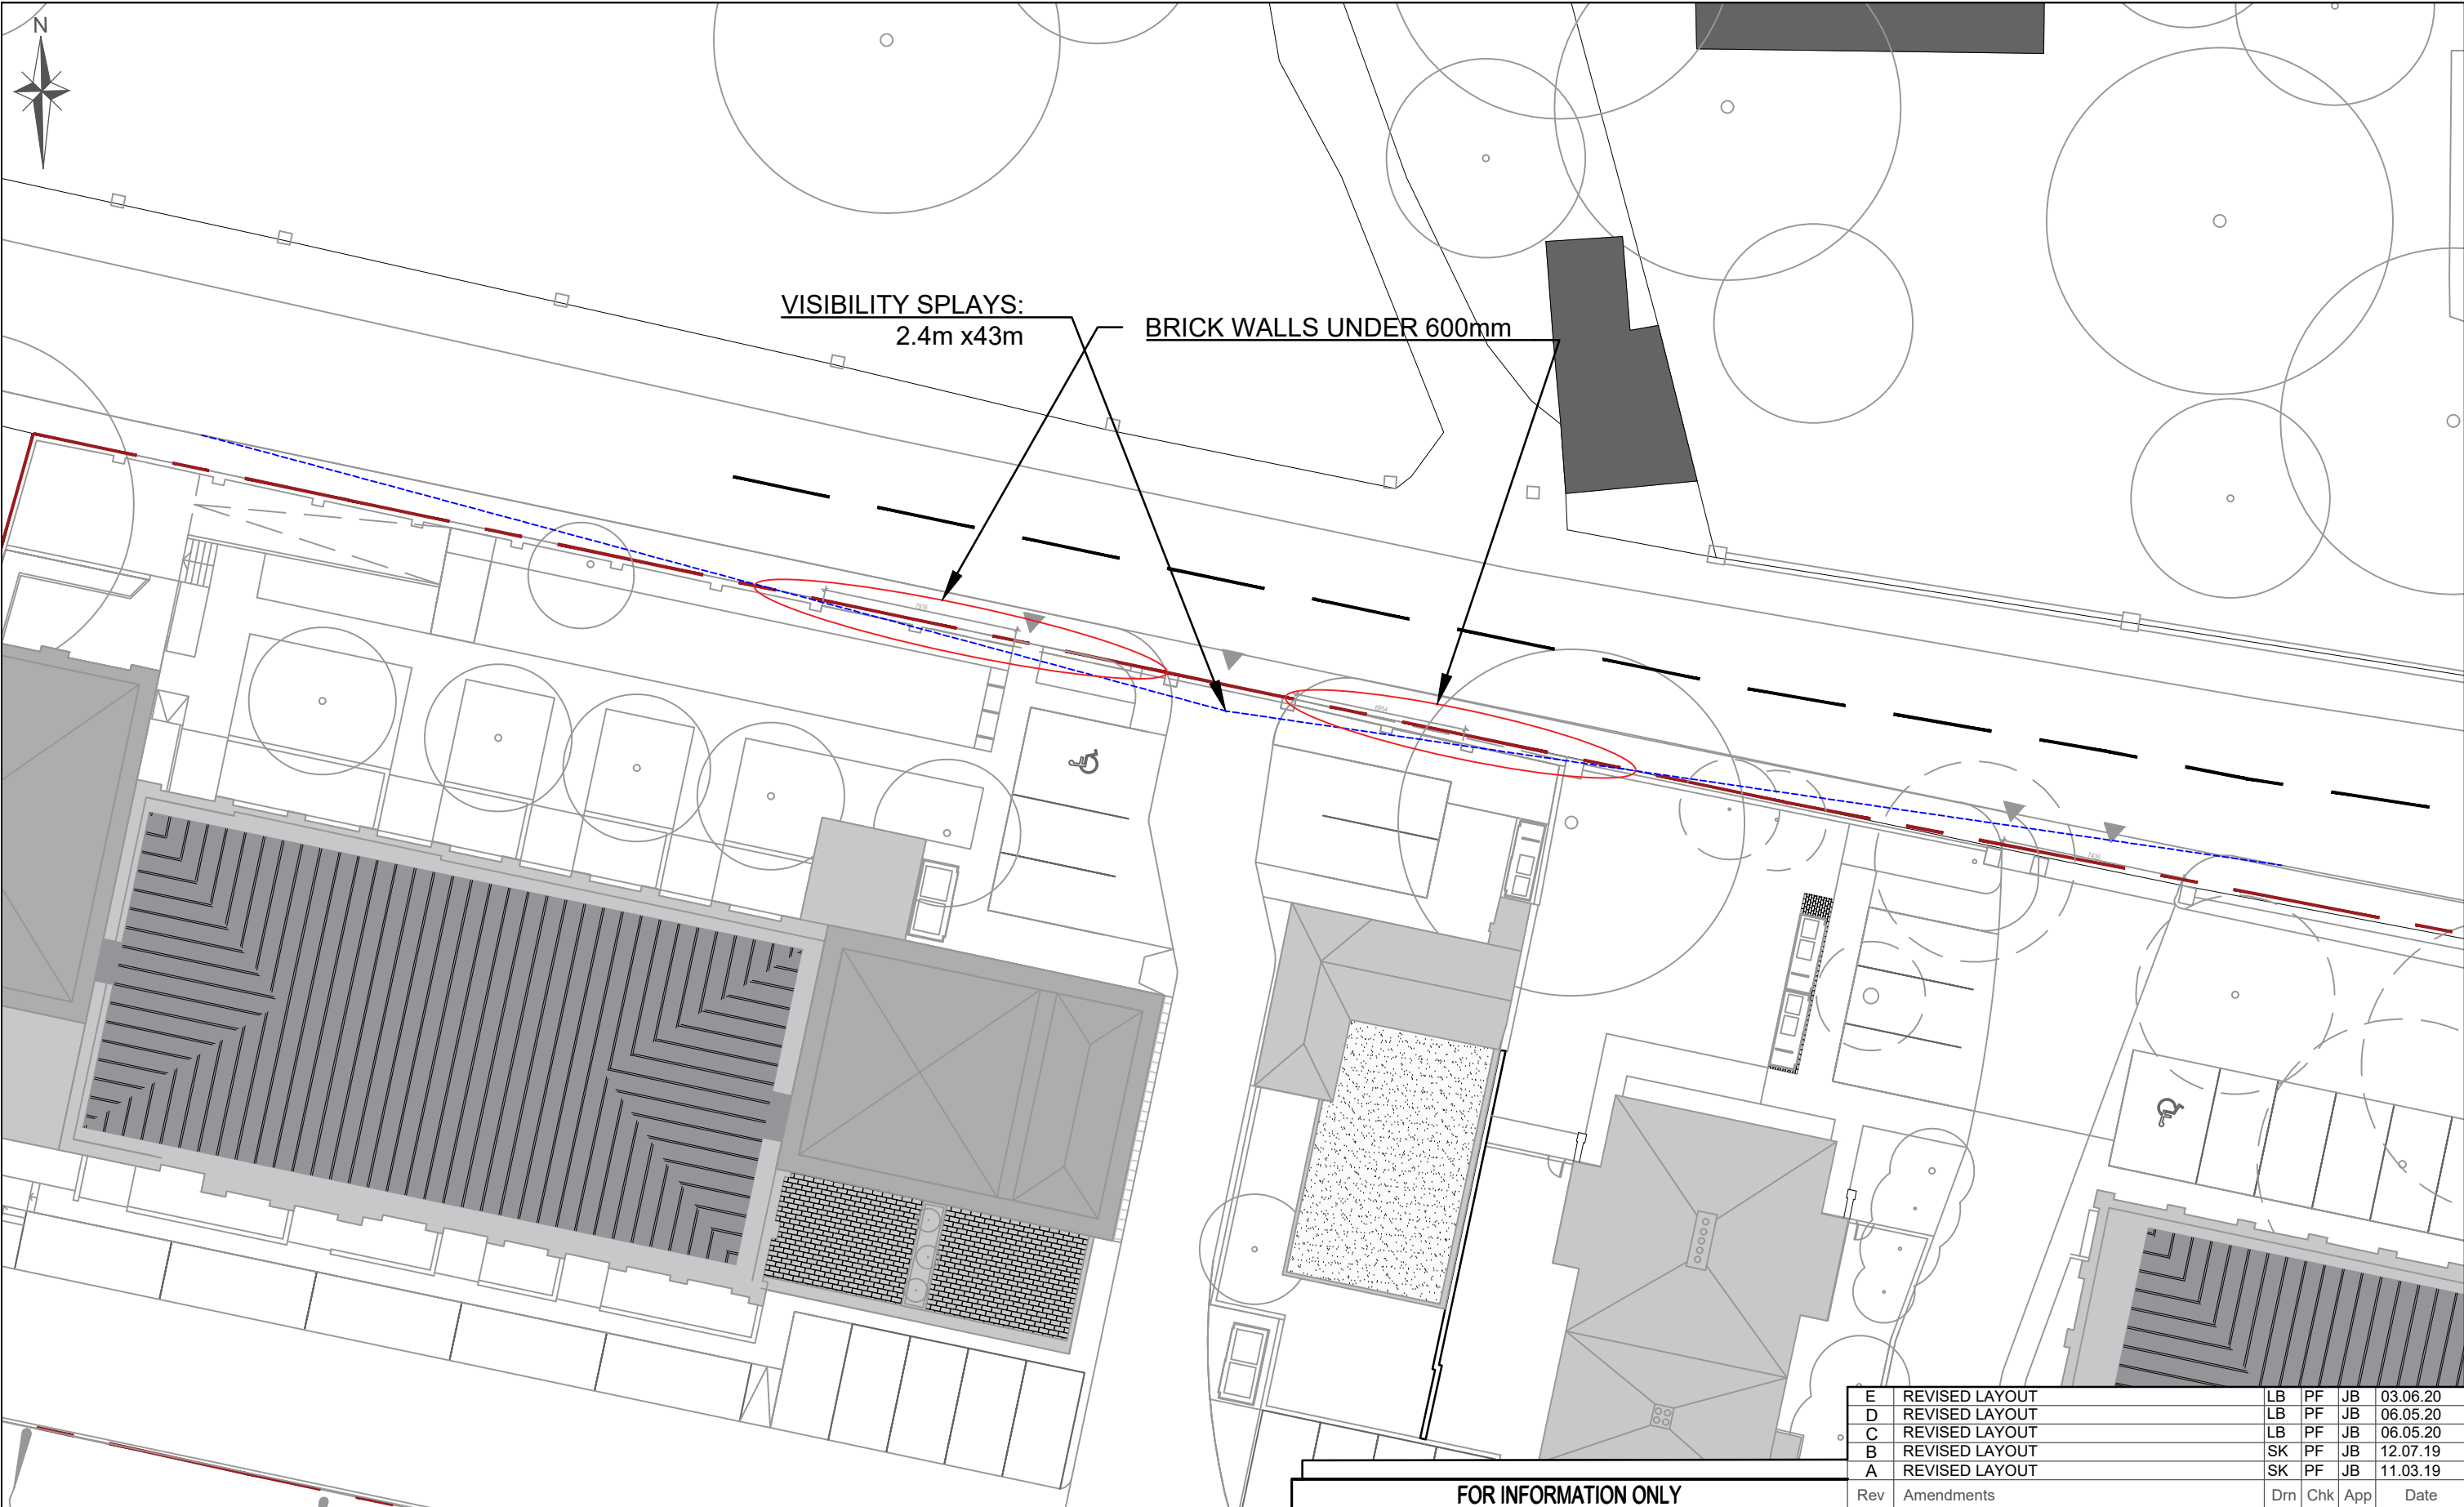 N
VISIBILITY SPLAYS:
2.4m x43m
BRICK WALLS UNDER 600mm
E REVISED LAYOUT LB PF JB 03.06.20
D REVISED LAYOUT LB PF JB 06.05.20
C REVISED LAYOUT LB PF JB 06.05.20
B REVISED LAYOUT SK PF JB 12.07.19
A REVISED LAYOUT SK PF JB 11.03.19
Rev Amendments Drn Chk App Date
FOR INFORMATION ONLY